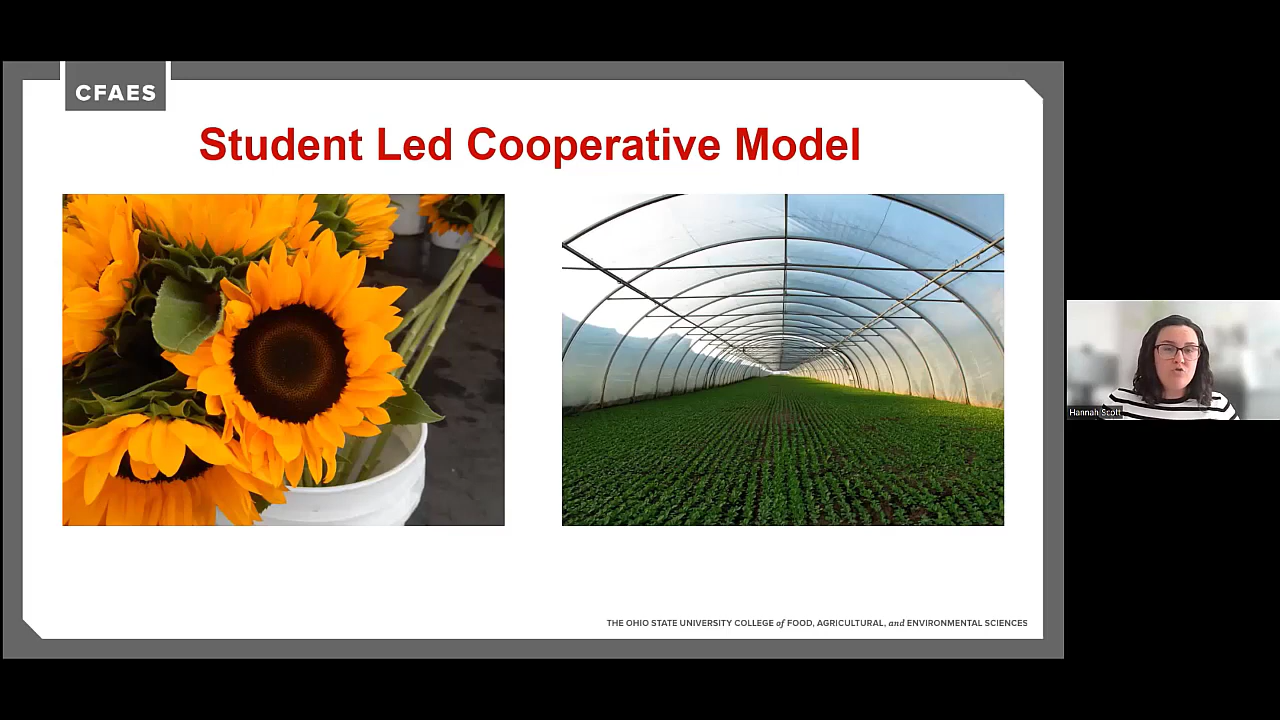 CFAES
Student Led Cooperative Model
Hannah Scott
THE OHIO STATE UNIVERSITY COLLEGE of FOOD, AGRICULTURAL, and ENVIRONMENTAL SCIENCES